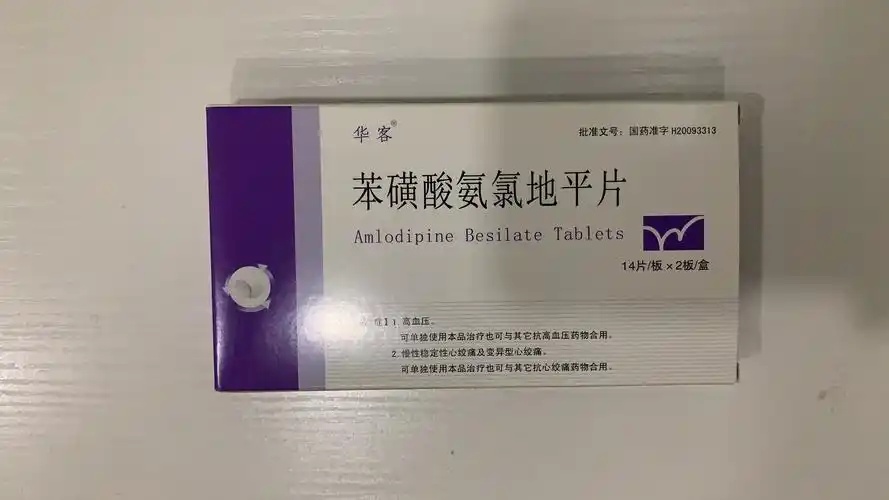 华客®
批准文号：国药准字H20093313
苯磺酸氨氯地平片
Amlodipine Besilate Tablets
14片/板×2板/盒
症】1.高血压。
可单独使用本品治疗也可与其它抗高血压药物合用。
2.慢性稳定性心绞痛及变异型心绞痛。
可单独使用本品治疗也可与其它抗心绞痛药物合用。